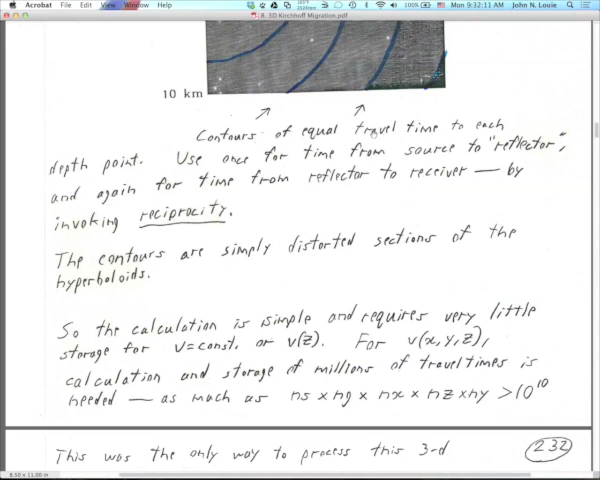 Acrobat File Edit View Window Help 100% Mon 9:32:11 AM John N. Louie
8. 3D Kirchhoff Migration.pdf
10 km
Contours of equal travel time to each
depth point. Use once for time from source to "reflector",
and again for time from reflector to receiver — by
invoking reciprocity.
The contours are simply distorted sections of the
hyperboloids.
So the calculation is simple and requires very little
storage for v=const. or v(z). For v(x,y,z),
calculation and storage of millions of traveltimes is
needed — as much as ns x ng x nx x nz x ny >10^10
232
This was the only way to process this 3-d
8.50 x 11.00 in